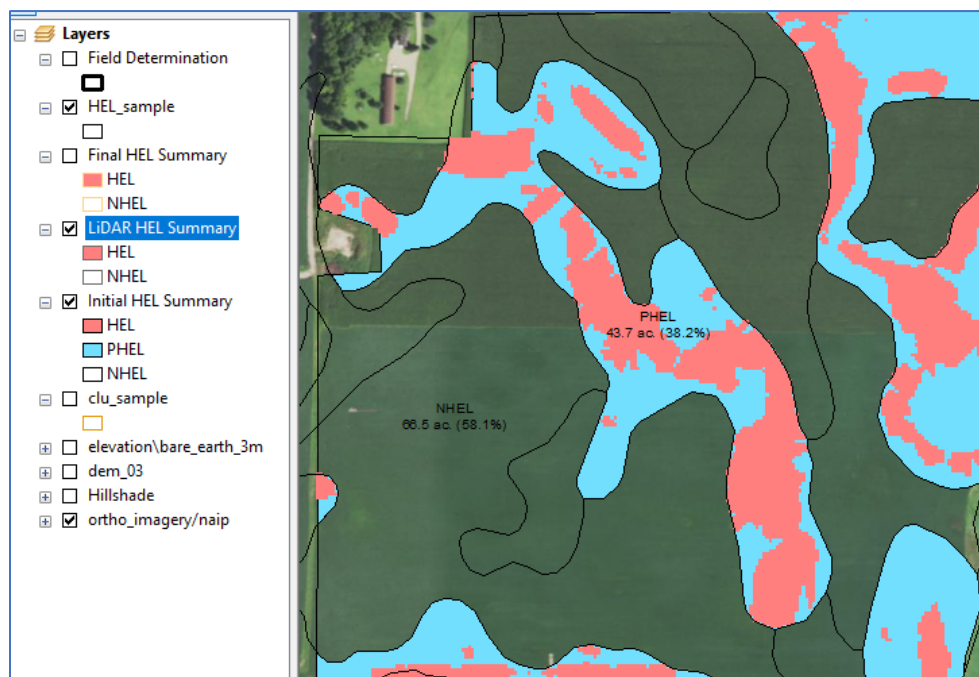 Layers
Field Determination
HEL_sample
Final HEL Summary
HEL
NHEL
LiDAR HEL Summary
HEL
NHEL
Initial HEL Summary
HEL
PHEL
NHEL
clu_sample
elevation\bare_earth_3m
dem_03
Hillshade
ortho_imagery/naip
PHEL
43.7 ac. (38.2%)
NHEL
66.5 ac. (58.1%)